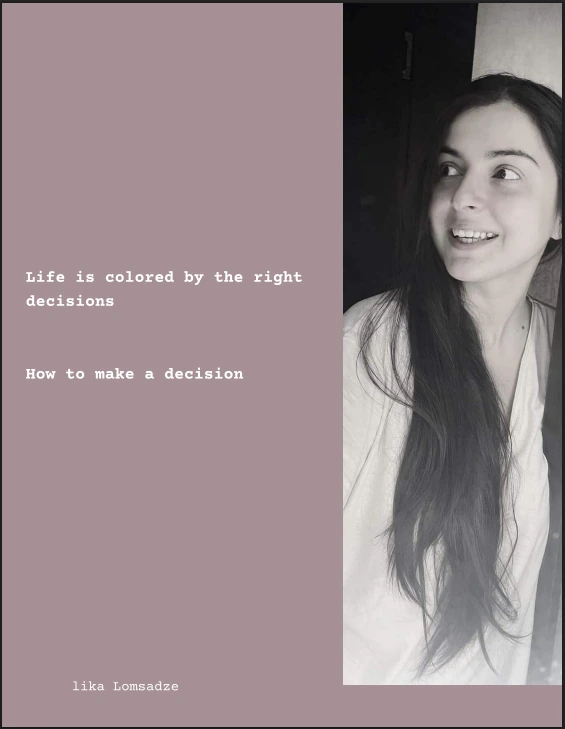 Life is colored by the right
decisions
How to make a decision
lika Lomsadze